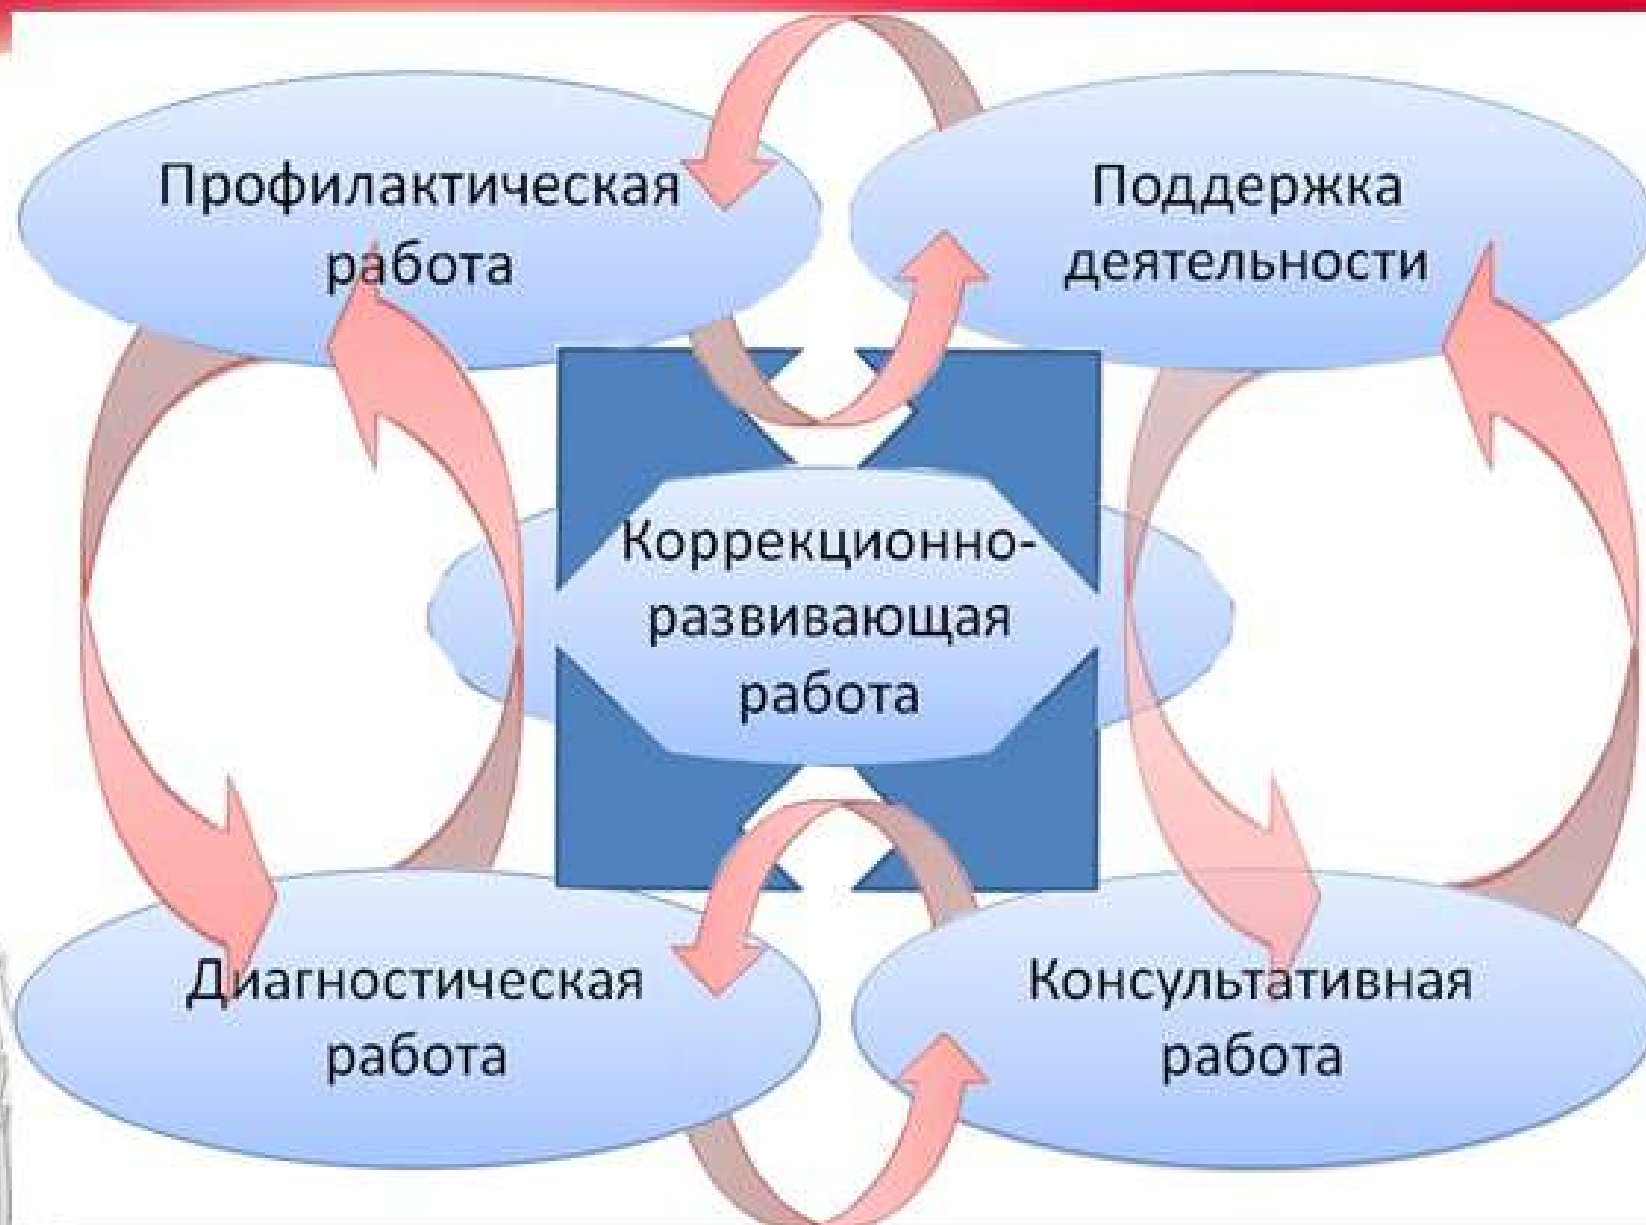 Профилактическая
работа
Поддержка
деятельности
Коррекционно-
развивающая
работа
Диагностическая
работа
Консультативная
работа